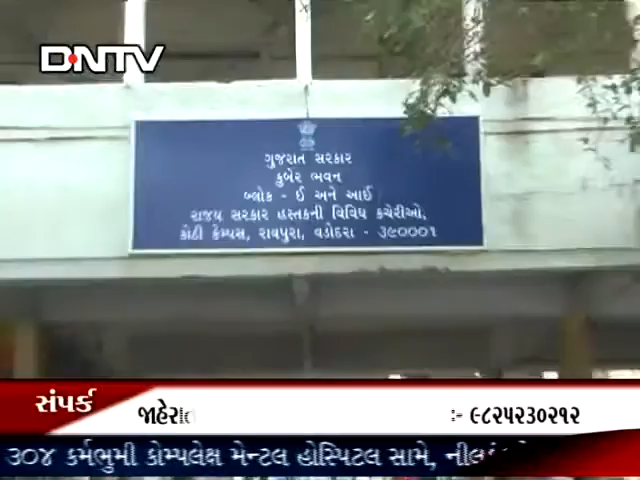 DNTV
ગુજરાત સરકાર
કુબેર ભવન
બ્લોક - ઈ અને આઈ
રાજય સરકાર હસ્તકની વિવિધ કચેરીઓ,
કોઠી કેમ્પસ, રાવપુરા, વડોદરા - ૩૯૦૦૦૧
સંપર્ક
:- ૯૮૨૫૨૩૦૨૧૨
૩૦૪ કર્મભુમી કોમ્પલેક્ષ મેન્ટલ હોસ્પિટલ સામે,